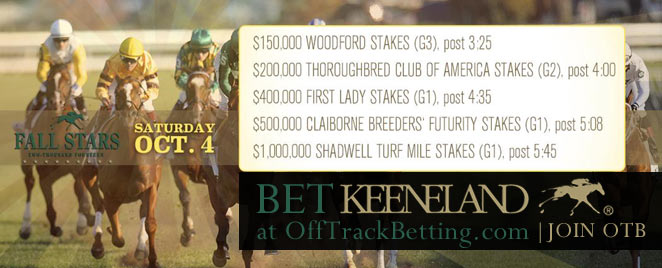 $150,000 WOODFORD STAKES (G3), post 3:25
$200,000 THOROUGHBRED CLUB OF AMERICA STAKES (G2), post 4:00
$400,000 FIRST LADY STAKES (G1), post 4:35
$500,000 CLAIBORNE BREEDERS' FUTURITY STAKES (G1), post 5:08
$1,000,000 SHADWELL TURF MILE STAKES (G1), post 5:45
FALL STARS
TWO-THOUSAND FOURTEEN
SATURDAY
OCT. 4
BET KEENELAND ®
at OffTrackBetting.com | JOIN OTB